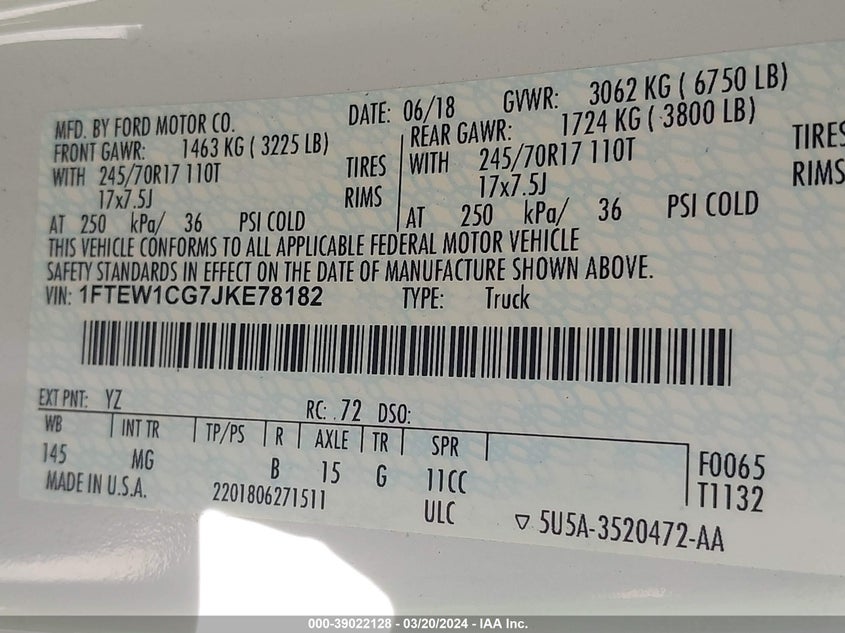 MFD. BY FORD MOTOR CO. DATE: 06/18 GVWR: 3062 KG ( 6750 LB)
FRONT GAWR: 1463 KG ( 3225 LB) REAR GAWR: 1724 KG ( 3800 LB)
WITH 245/70R17 110T TIRES WITH 245/70R17 110T TIRES
17x7.5J RIMS 17x7.5J RIMS
AT 250 kPa/ 36 PSI COLD AT 250 kPa/ 36 PSI COLD
THIS VEHICLE CONFORMS TO ALL APPLICABLE FEDERAL MOTOR VEHICLE
SAFETY STANDARDS IN EFFECT ON THE DATE OF MANUFACTURE SHOWN ABOVE.
VIN: 1FTEW1CG7JKE78182 TYPE: Truck
EXT PNT: YZ RC: 72 DSO:
WB INT TR TP/PS R AXLE TR SPR
145 MG B 15 G 11CC F0065
MADE IN U.S.A. 2201806271511 ULC T1132
▽ 5U5A-3520472-AA
000-39022128 - 03/20/2024 - IAA Inc.